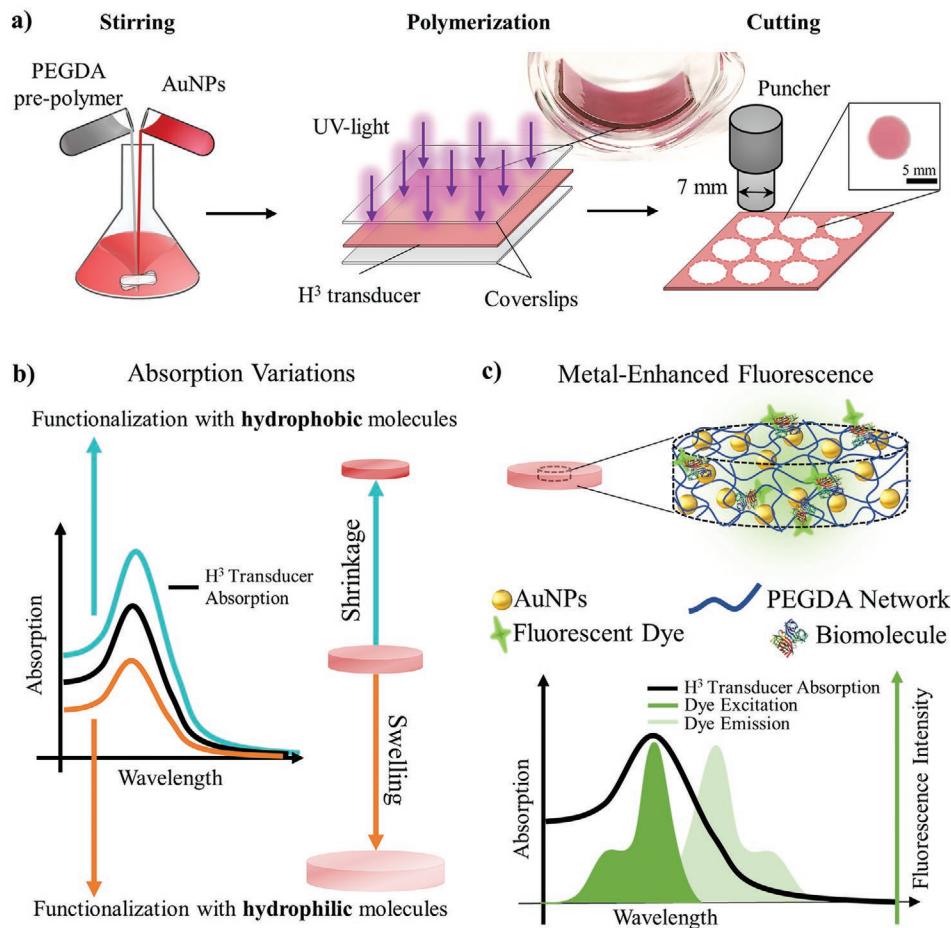 a)
Stirring
Polymerization
Cutting
PEGDA
pre-polymer
AuNPs
UV-light
H³ transducer
Coverslips
Puncher
7 mm
5 mm
b)
Absorption Variations
Functionalization with hydrophobic molecules
H³ Transducer
Absorption
Absorption
Wavelength
Shrinkage
Swelling
Functionalization with hydrophilic molecules
c)
Metal-Enhanced Fluorescence
AuNPs
PEGDA Network
Fluorescent Dye
Biomolecule
H³ Transducer Absorption
Dye Excitation
Dye Emission
Absorption
Fluorescence Intensity
Wavelength